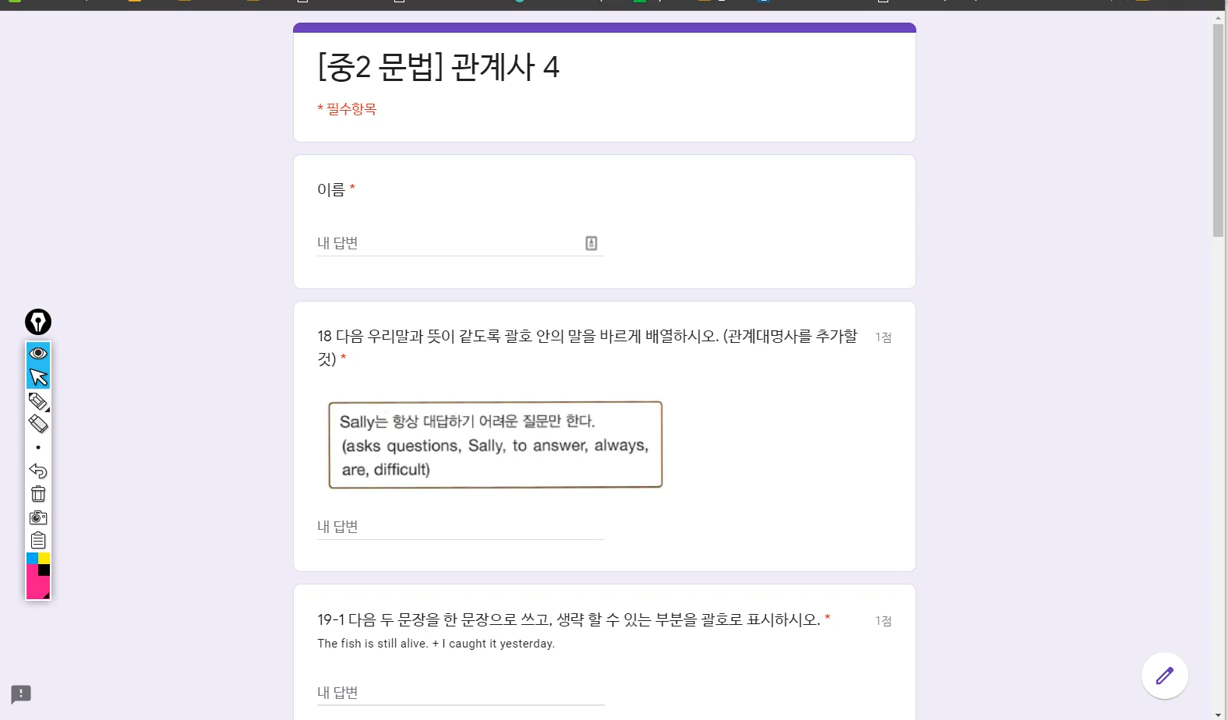 [중2 문법] 관계사 4
* 필수항목
이름 *
내 답변
18 다음 우리말과 뜻이 같도록 괄호 안의 말을 바르게 배열하시오. (관계대명사를 추가할
것) *
1점
Sally는 항상 대답하기 어려운 질문만 한다.
(asks questions, Sally, to answer, always,
are, difficult)
내 답변
19-1 다음 두 문장을 한 문장으로 쓰고, 생략 할 수 있는 부분을 괄호로 표시하시오. *
1점
The fish is still alive. + I caught it yesterday.
내 답변